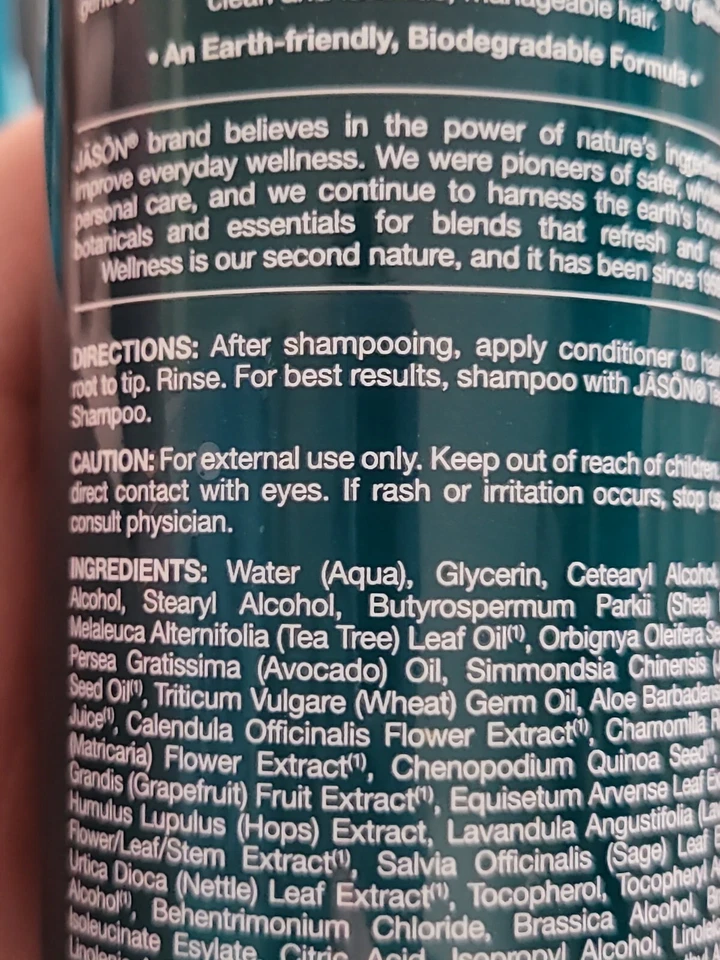 Clean and manageable hair.
• An Earth-friendly, Biodegradable Formula •
JĀSÖN® brand believes in the power of nature's
improve everyday wellness. We were pioneers of safer,
personal care, and we continue to harness the earth's
botanicals and essentials for blends that refresh and
Wellness is our second nature, and it has been since
DIRECTIONS: After shampooing, apply conditioner to
root to tip. Rinse. For best results, shampoo with JĀSÖN®
Shampoo.
CAUTION: For external use only. Keep out of reach of children
direct contact with eyes. If rash or irritation occurs, stop
consult physician.
INGREDIENTS: Water (Aqua), Glycerin, Cetearyl Alcohol
Alcohol, Stearyl Alcohol, Butyrospermum Parkii (Shea)
Melaleuca Alternifolia (Tea Tree) Leaf Oil⁽¹⁾, Orbignya Oleifera
Persea Gratissima (Avocado) Oil, Simmondsia Chinensis
Seed Oil⁽¹⁾, Triticum Vulgare (Wheat) Germ Oil, Aloe
Juice⁽¹⁾, Calendula Officinalis Flower Extract⁽¹⁾, Chamomilla
(Matricaria) Flower Extract⁽¹⁾, Chenopodium Quinoa Seed⁽¹⁾
Grandis (Grapefruit) Fruit Extract⁽¹⁾, Equisetum Arvense Leaf
Humulus Lupulus (Hops) Extract, Lavandula Angustifolia
Flower/Leaf/Stem Extract⁽¹⁾, Salvia Officinalis (Sage) Leaf
Urtica Dioca (Nettle) Leaf Extract⁽¹⁾, Tocopherol, Tocopheryl
Alcohol⁽¹⁾, Behentrimonium Chloride, Brassica Alcohol,
Isoleucinate Esylate, Citric Acid, Isopropyl Alcohol,